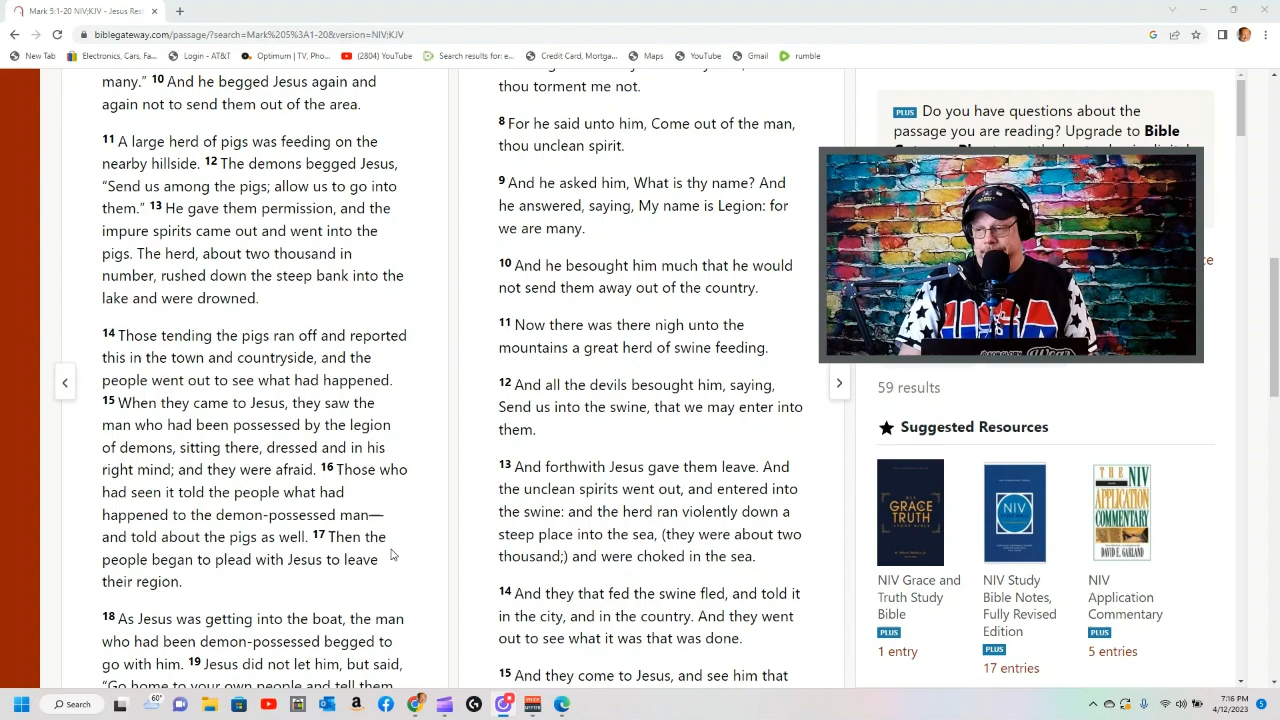 Mark 5:1-20 NIV;KJV - Jesus Res
biblegateway.com/passage/?search=Mark%205%3A1-20&version=NIV;KJV
New Tab
Electronics, Cars, Fa...
Login - AT&T
Optimum | TV, Pho...
(2804) YouTube
Search results for: e...
Credit Card, Mortga...
Maps
YouTube
Gmail
rumble
many." 10 And he begged Jesus again and
again not to send them out of the area.
11 A large herd of pigs was feeding on the
nearby hillside. 12 The demons begged Jesus,
"Send us among the pigs; allow us to go into
them." 13 He gave them permission, and the
impure spirits came out and went into the
pigs. The herd, about two thousand in
number, rushed down the steep bank into the
lake and were drowned.
14 Those tending the pigs ran off and reported
this in the town and countryside, and the
people went out to see what had happened.
15 When they came to Jesus, they saw the
man who had been possessed by the legion
of demons, sitting there, dressed and in his
right mind; and they were afraid. 16 Those who
had seen it told the people what had
happened to the demon-possessed man—
and told about the pigs as well. 17 Then the
people began to plead with Jesus to leave
their region.
18 As Jesus was getting into the boat, the man
who had been demon-possessed begged to
go with him. 19 Jesus did not let him, but said,
"Go home to your own people and tell them
thou torment me not.
8 For he said unto him, Come out of the man,
thou unclean spirit.
9 And he asked him, What is thy name? And
he answered, saying, My name is Legion: for
we are many.
10 And he besought him much that he would
not send them away out of the country.
11 Now there was there nigh unto the
mountains a great herd of swine feeding.
12 And all the devils besought him, saying,
Send us into the swine, that we may enter into
them.
13 And forthwith Jesus gave them leave. And
the unclean spirits went out, and entered into
the swine: and the herd ran violently down a
steep place into the sea, (they were about two
thousand;) and were choked in the sea.
14 And they that fed the swine fled, and told it
in the city, and in the country. And they went
out to see what it was that was done.
15 And they come to Jesus, and see him that
PLUS Do you have questions about the
passage you are reading? Upgrade to Bible
59 results
Suggested Resources
NIV
GRACE
TRUTH
NIV
THE NIV
APPLICATION
COMMENTARY
DAVID E. GARLAND
NIV Grace and
Truth Study
Bible
PLUS
1 entry
NIV Study
Bible Notes,
Fully Revised
Edition
PLUS
17 entries
NIV
Application
Commentary
PLUS
5 entries
60°
Search
4/12/2023
5